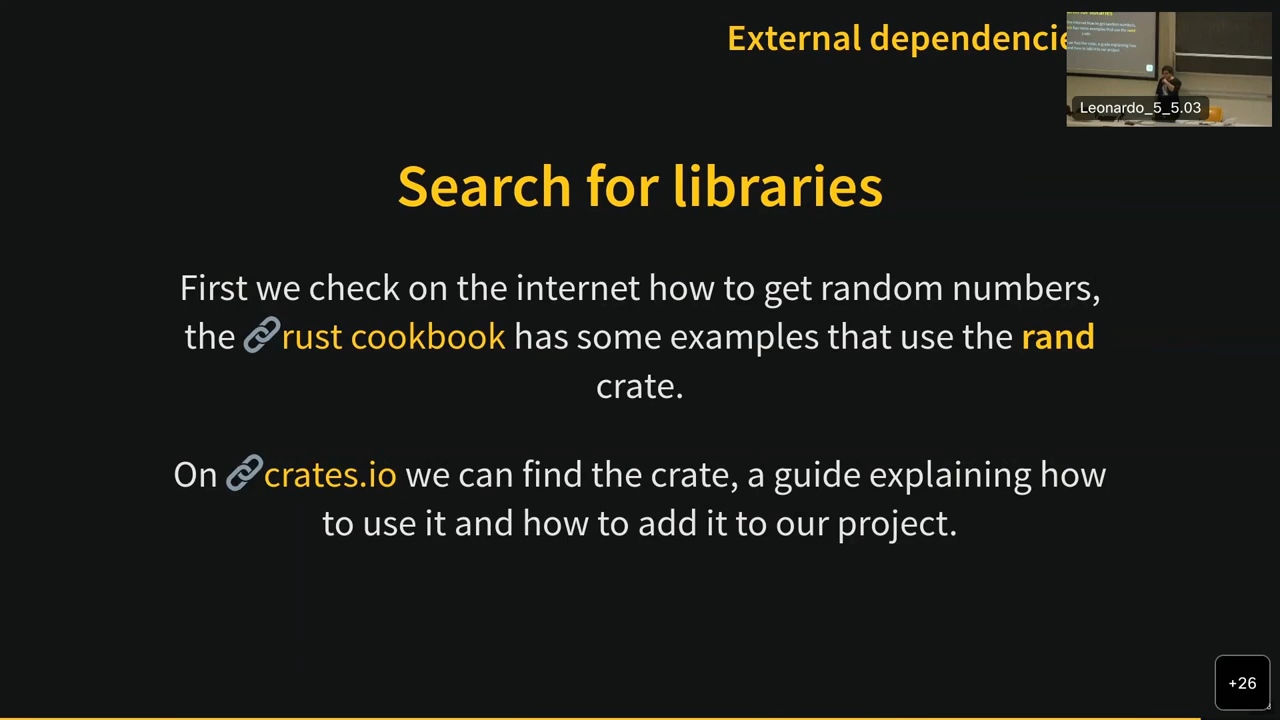 External dependencie
Leonardo_5_5.03
Search for libraries
First we check on the internet how to get random numbers,
the 🔗rust cookbook has some examples that use the rand
crate.
On 🔗crates.io we can find the crate, a guide explaining how
to use it and how to add it to our project.
+26